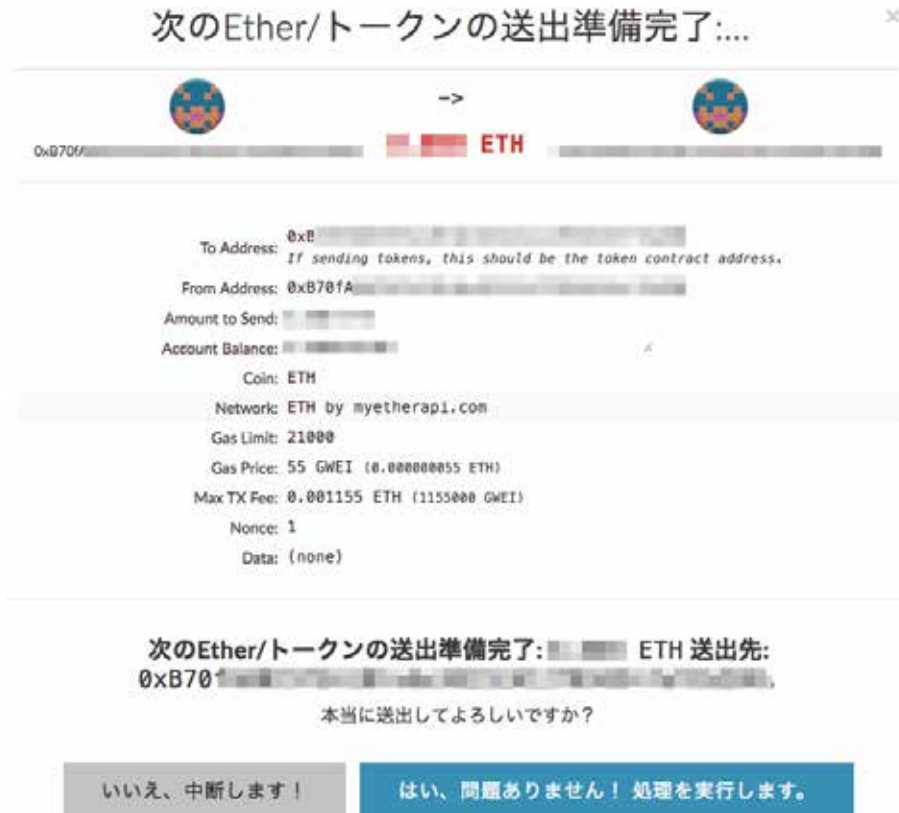 次のEther/トークンの送出準備完了:...
->
0xB70f
ETH
To Address: 0xB
If sending tokens, this should be the token contract address.
From Address: 0xB70fA
Amount to Send:
Account Balance:
Coin: ETH
Network: ETH by myetherapi.com
Gas Limit: 21000
Gas Price: 55 GWEI (0.000000055 ETH)
Max TX Fee: 0.001155 ETH (1155000 GWEI)
Nonce: 1
Data: (none)
次のEther/トークンの送出準備完了: ETH 送出先:
0xB70
本当に送出してよろしいですか？
いいえ、中断します！
はい、問題ありません！ 処理を実行します。